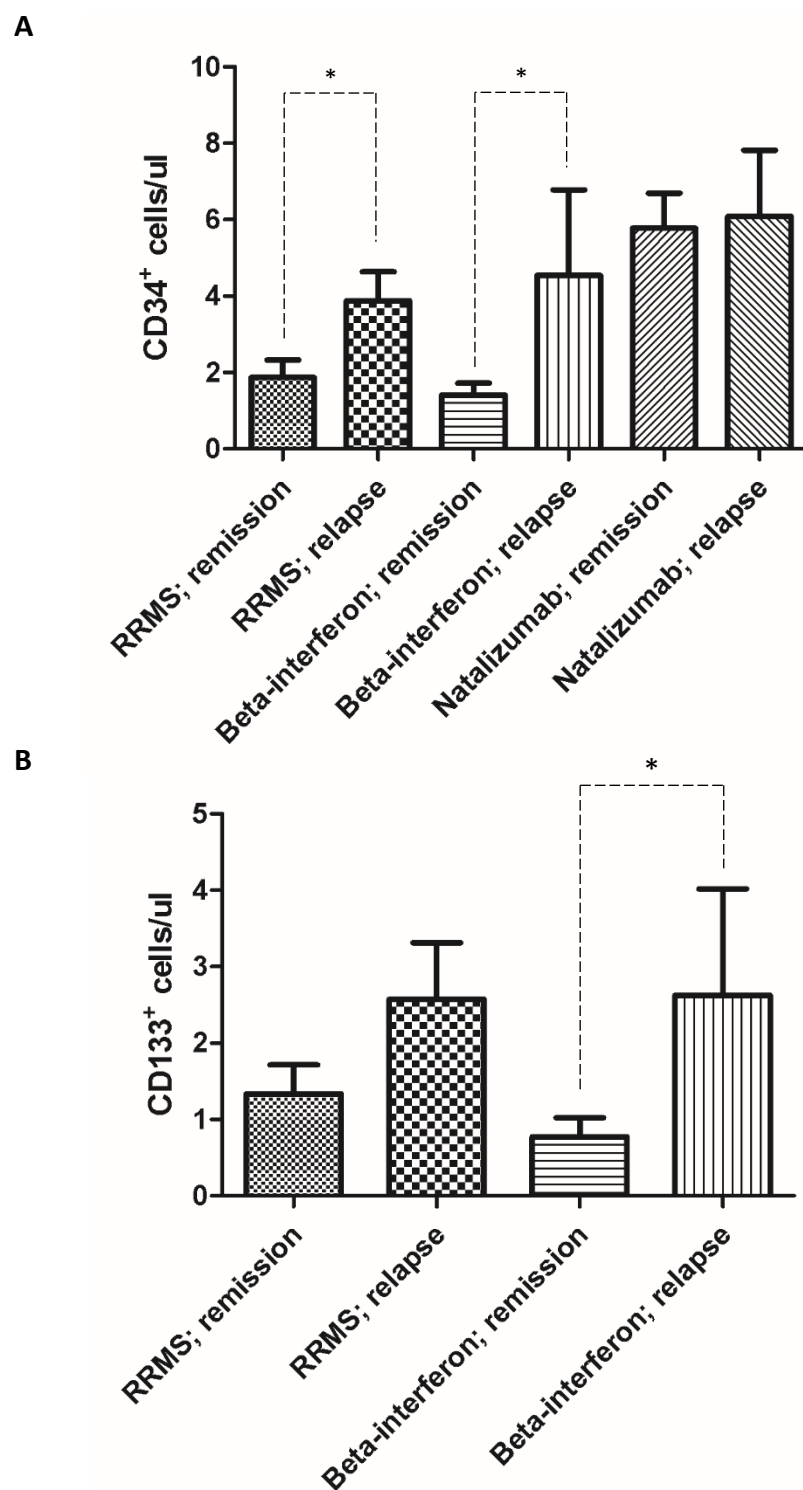 A
*
*
10
8
6
4
2
0
CD34+ cells/ul
RRMS; remission
RRMS; relapse
Beta-interferon; remission
Beta-interferon; relapse
Natalizumab; remission
Natalizumab; relapse
B
*
5
4
3
2
1
0
CD133+ cells/ul
RRMS; remission
RRMS; relapse
Beta-interferon; remission
Beta-interferon; relapse